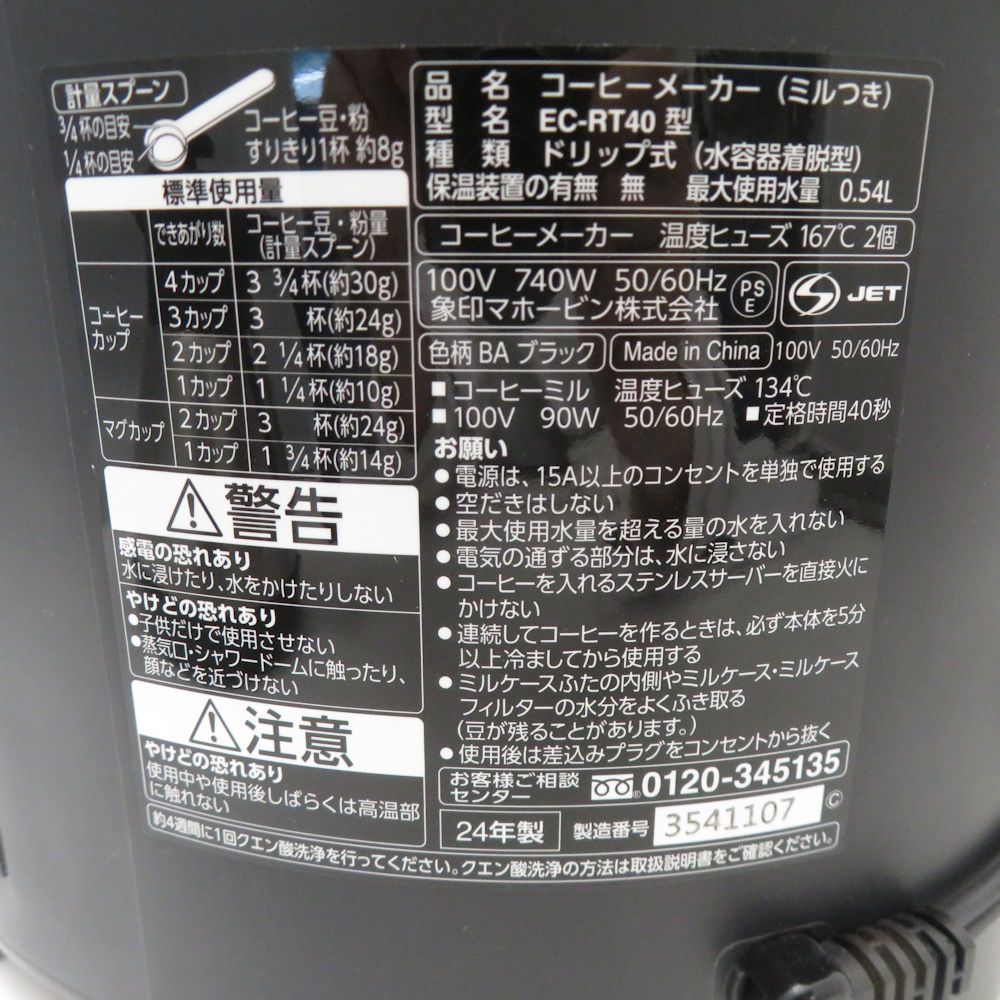 計量スプーン
3/4杯の目安
1/4杯の目安
コーヒー豆・粉
すりきり1杯 約8g
標準使用量
できあがり数 コーヒー豆・粉量(計量スプーン)
コーヒーカップ
4カップ 3 3/4杯(約30g)
3カップ 3 杯(約24g)
2カップ 2 1/4杯(約18g)
1カップ 1 1/4杯(約10g)
マグカップ
2カップ 3 杯(約24g)
1カップ 1 3/4杯(約14g)
警告
感電の恐れあり
水に浸けたり、水をかけたりしない
やけどの恐れあり
●子供だけで使用させない
●蒸気口・シャワードームに触ったり、
顔などを近づけない
注意
やけどの恐れあり
使用中や使用後しばらくは高温部
に触れない
品名 コーヒーメーカー(ミルつき)
型名 EC-RT40型
種類 ドリップ式(水容器着脱型)
保温装置の有無 無 最大使用水量 0.54L
コーヒーメーカー 温度ヒューズ 167℃ 2個
100V 740W 50/60Hz
象印マホービン株式会社
PS
E
JET
色柄 BA ブラック Made in China 100V 50/60Hz
■コーヒーミル 温度ヒューズ 134℃
■100V 90W 50/60Hz ■定格時間40秒
お願い
●電源は、15A以上のコンセントを単独で使用する
●空だきはしない
●最大使用水量を超える量の水を入れない
●電気の通ずる部分は、水に浸さない
●コーヒーを入れるステンレスサーバーを直接火に
かけない
●連続してコーヒーを作るときは、必ず本体を5分
以上冷ましてから使用する
●ミルケースふたの内側やミルケース・ミルケース
フィルターの水分をよくふき取る
(豆が残ることがあります。)
●使用後は差込みプラグをコンセントから抜く
お客様ご相談
センター
® 0120-345135
24年製 製造番号 3541107 ©
約4週間に1回クエン酸洗浄を行ってください。クエン酸洗浄の方法は取扱説明書をご確認ください。